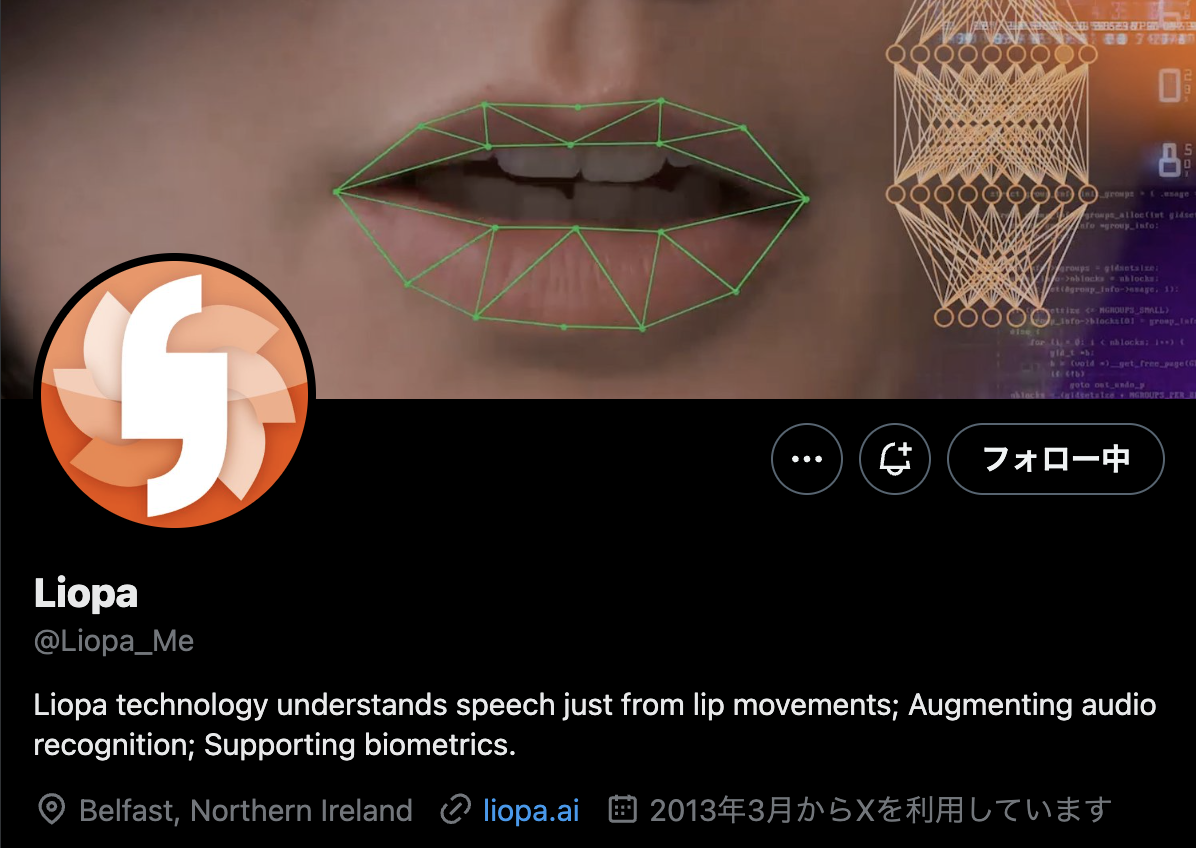 フォロー中
Liopa
@Liopa_Me
Liopa technology understands speech just from lip movements; Augmenting audio
recognition; Supporting biometrics.
Belfast, Northern Ireland liopa.ai 2013年3月からXを利用しています